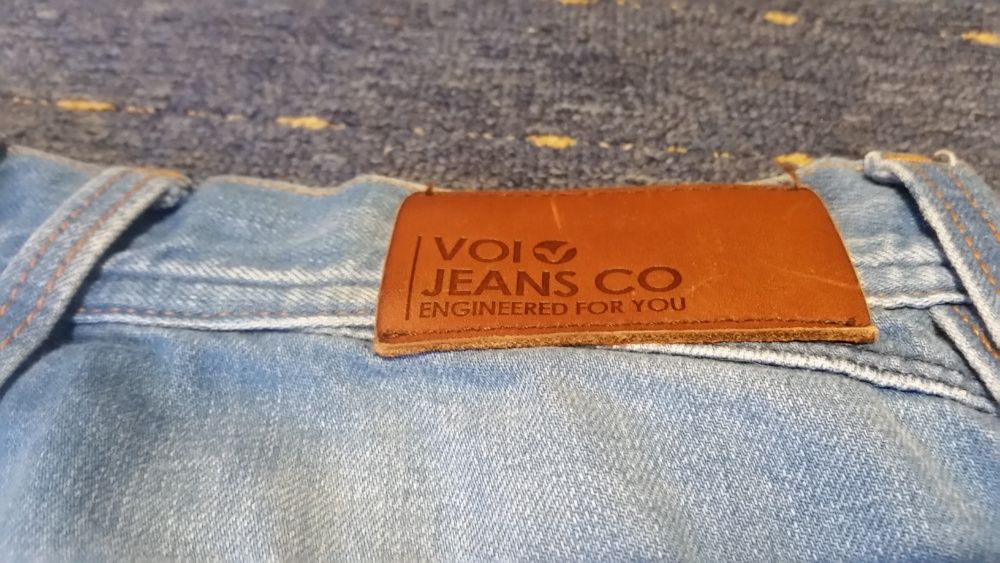 VOI
JEANS CO
ENGINEERED FOR YOU